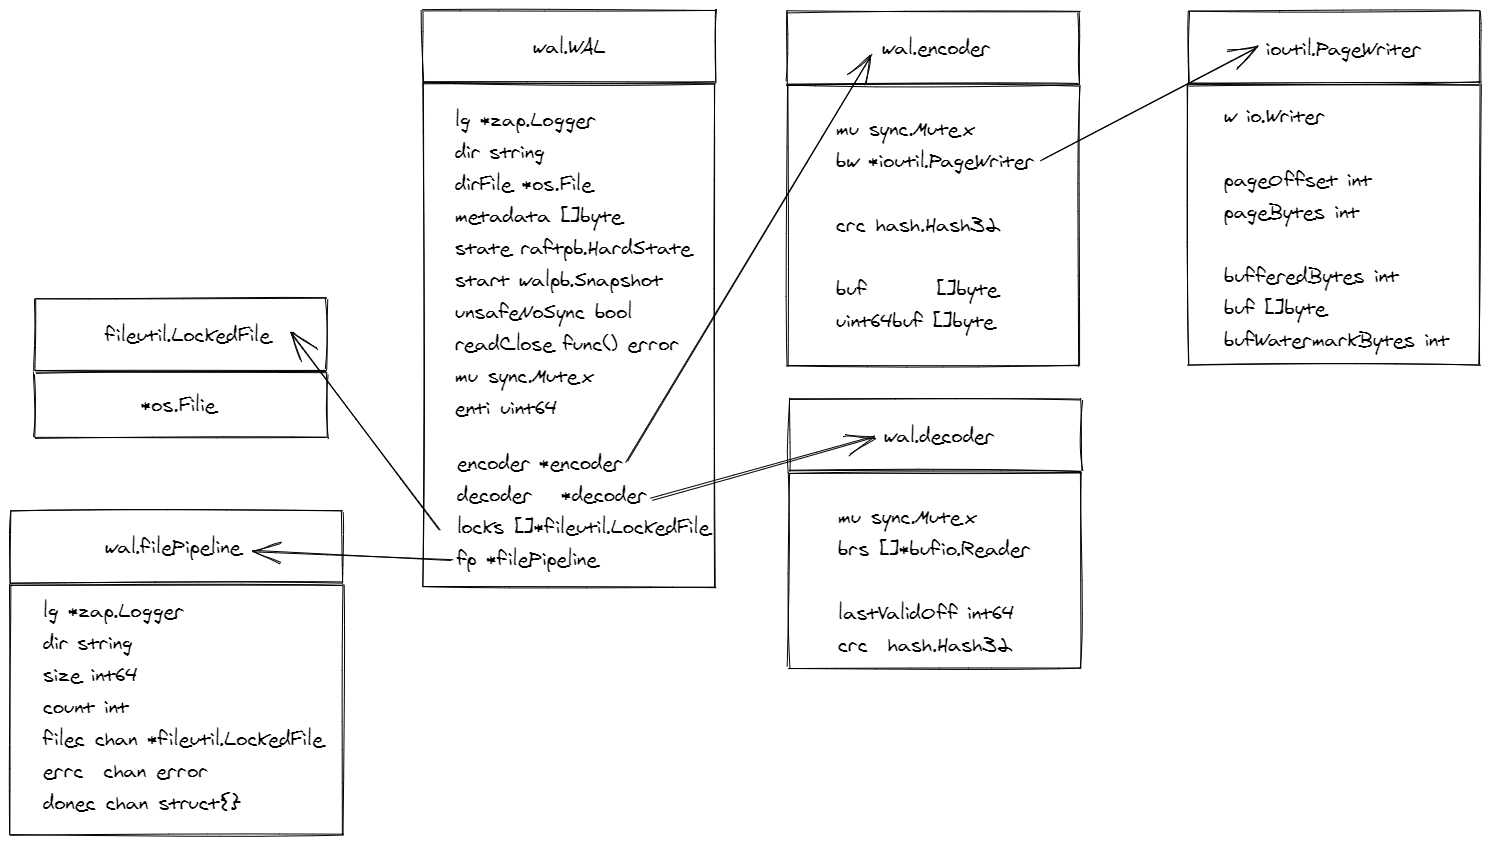 wal.WAL
lg *zap.Logger
dir string
dirFile *os.File
metadata []byte
state raftpb.HardState
start walpb.Snapshot
unsafeNoSync bool
readClose func() error
mu sync.Mutex
enti uint64
encoder *encoder
decoder *decoder
locks []*fileutil.LockedFile
fp *filePipeline
wal.encoder
mu sync.Mutex
bw *ioutil.PageWriter
crc hash.Hash32
buf []byte
uint64buf []byte
ioutil.PageWriter
w io.Writer
pageOffset int
pageBytes int
bufferedBytes int
buf []byte
bufWatermarkBytes int
fileutil.LockedFile
*os.Filie
wal.decoder
mu sync.Mutex
brs []*bufio.Reader
lastValidOff int64
crc hash.Hash32
wal.filePipeline
lg *zap.Logger
dir string
size int64
count int
filec chan *fileutil.LockedFile
errc chan error
donec chan struct{}